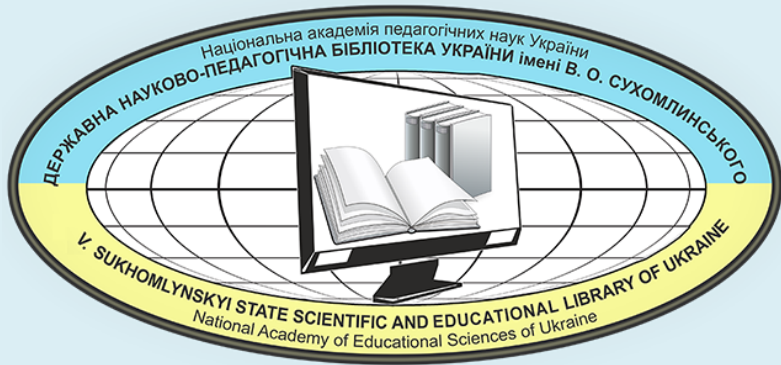 Національна академія педагогічних наук України
ДЕРЖАВНА НАУКОВО-ПЕДАГОГІЧНА БІБЛІОТЕКА УКРАЇНИ імені В. О. СУХОМЛИНСЬКОГО
V. SUKHOMLYNSKYI STATE SCIENTIFIC AND EDUCATIONAL LIBRARY OF UKRAINE
National Academy of Educational Sciences of Ukraine